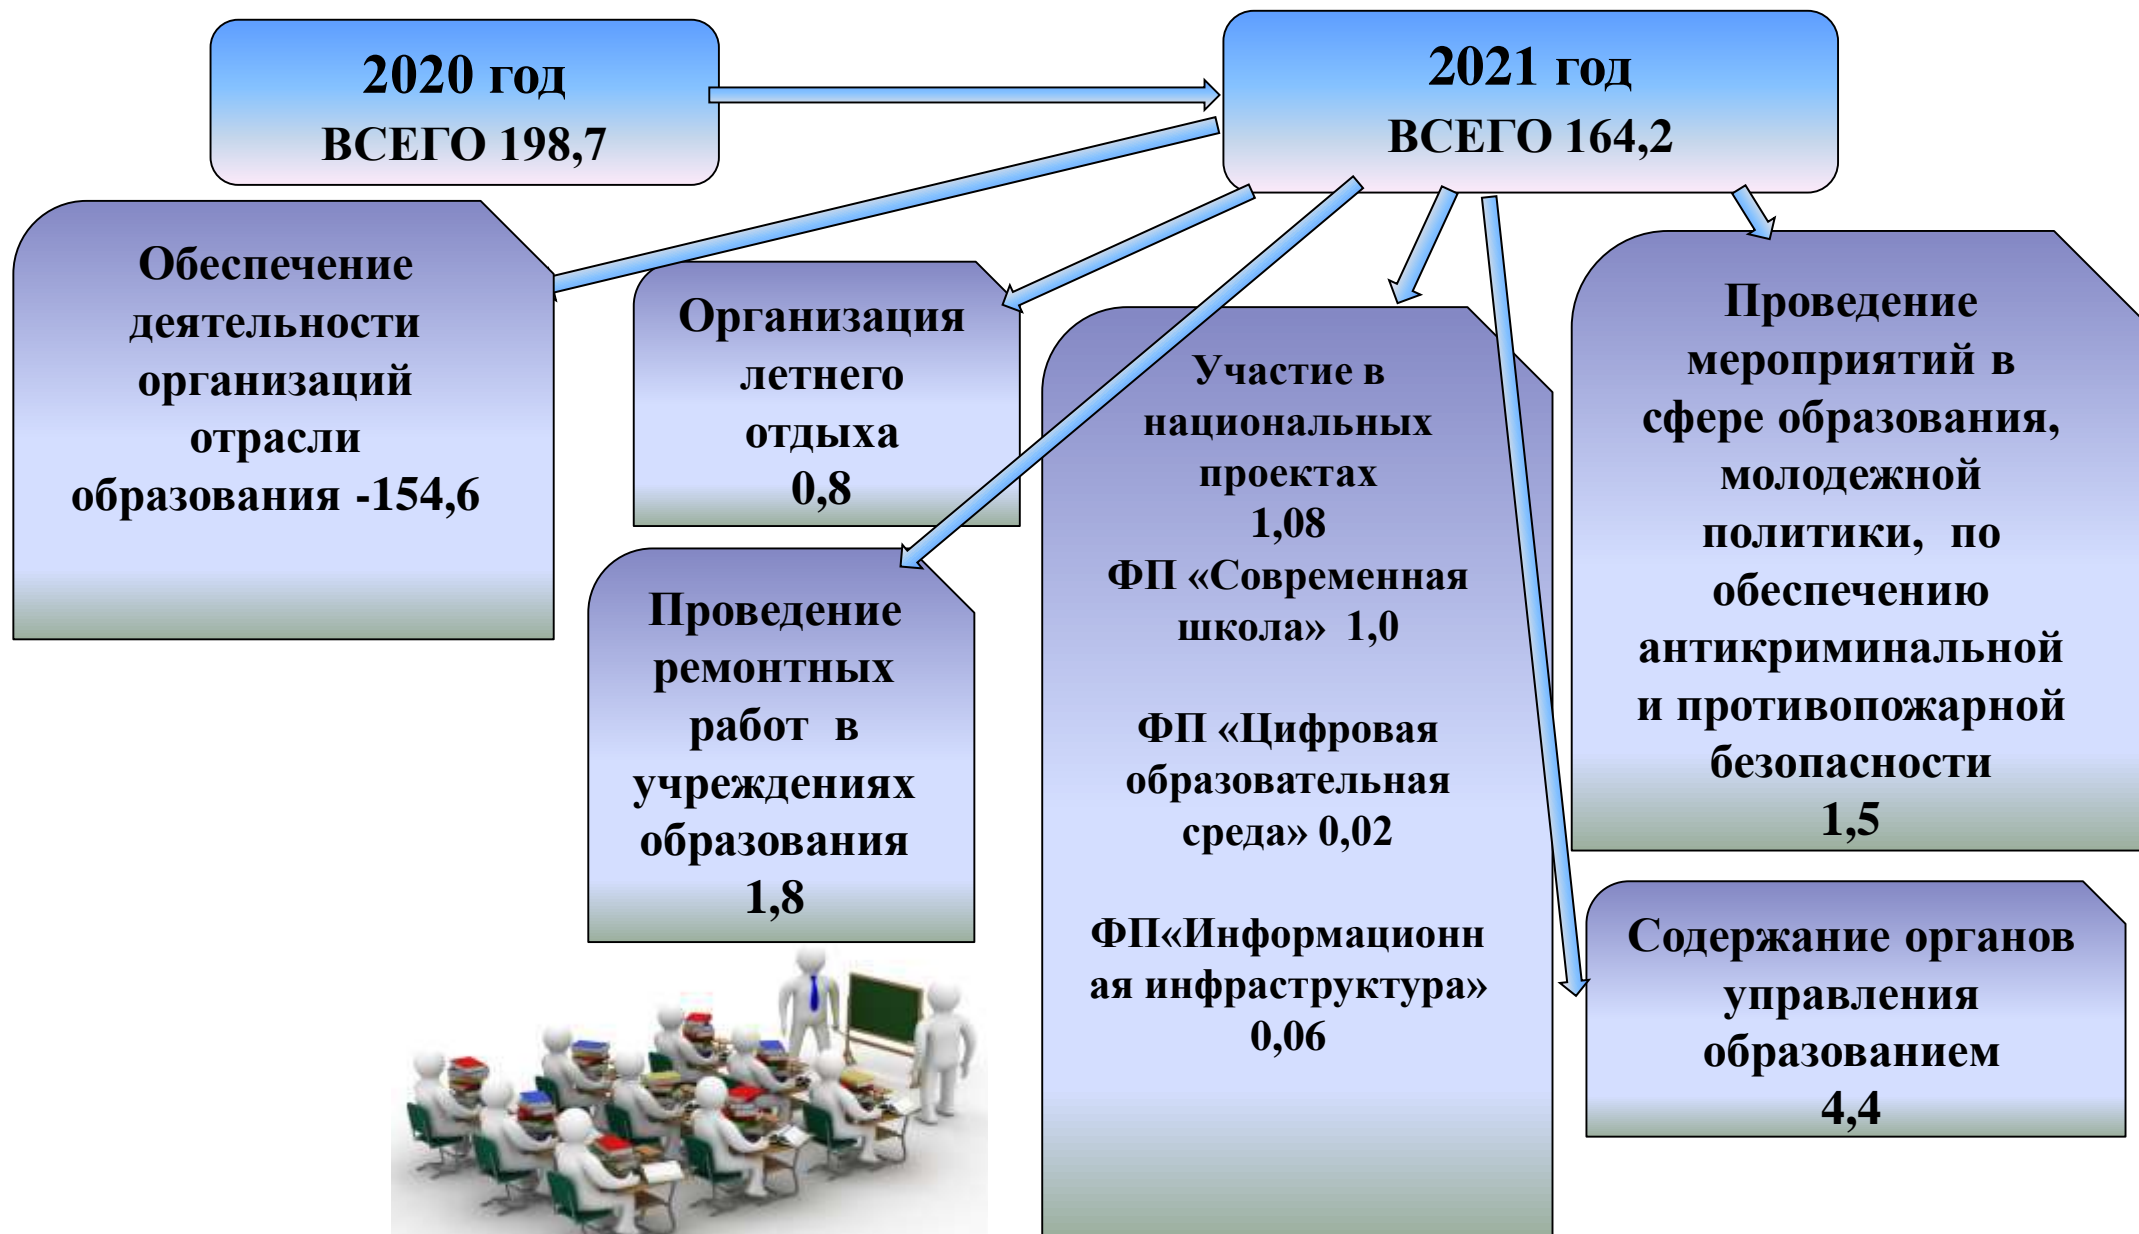 2020 год
ВСЕГО 198,7
2021 год
ВСЕГО 164,2
Обеспечение
деятельности
организаций
отрасли
образования -154,6
Организация
летнего
отдыха
0,8
Проведение
ремонтных
работ в
учреждениях
образования
1,8
Участие в
национальных
проектах
1,08
ФП «Современная
школа» 1,0
ФП «Цифровая
образовательная
среда» 0,02
ФП«Информационн
ая инфраструктура»
0,06
Проведение
мероприятий в
сфере образования,
молодежной
политики, по
обеспечению
антикриминальной
и противопожарной
безопасности
1,5
Содержание органов
управления
образованием
4,4